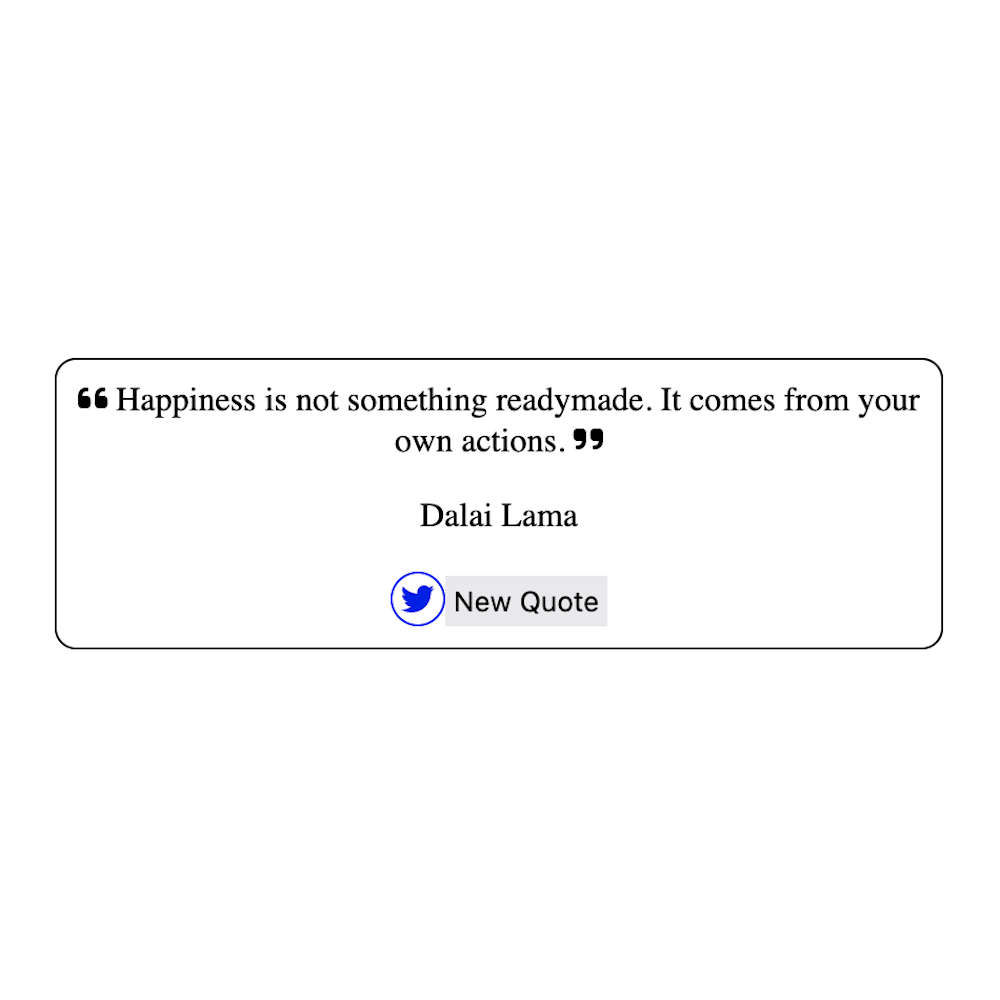 ❝ Happiness is not something readymade. It comes from your
own actions. ❞
Dalai Lama
New Quote